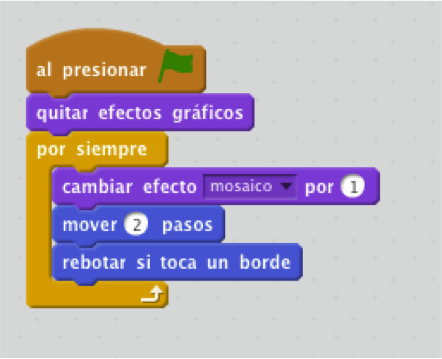 al presionar
quitar efectos gráficos
por siempre
cambiar efecto mosaico por 1
mover 2 pasos
rebotar si toca un borde